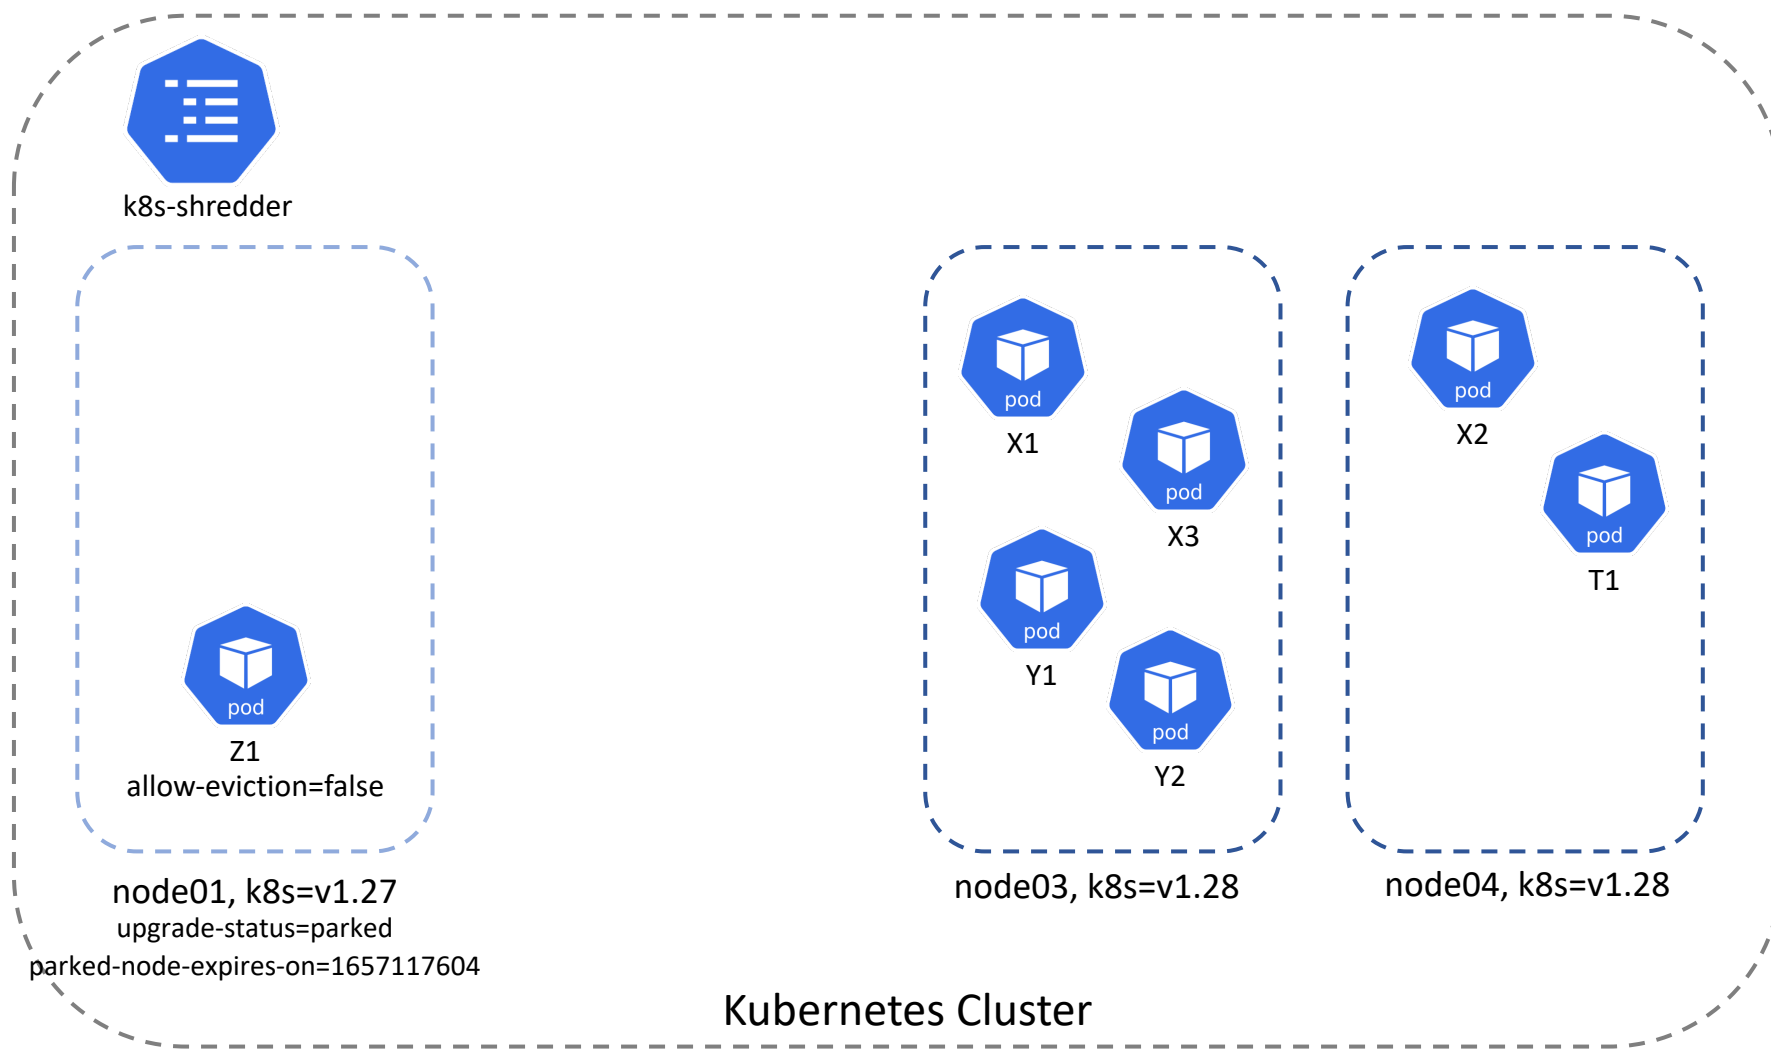 k8s-shredder
pod
X1
pod
X3
pod
Y1
pod
Y2
pod
X2
pod
T1
pod
Z1
allow-eviction=false
node01, k8s=v1.27
upgrade-status=parked
parked-node-expires-on=1657117604
node03, k8s=v1.28
node04, k8s=v1.28
Kubernetes Cluster